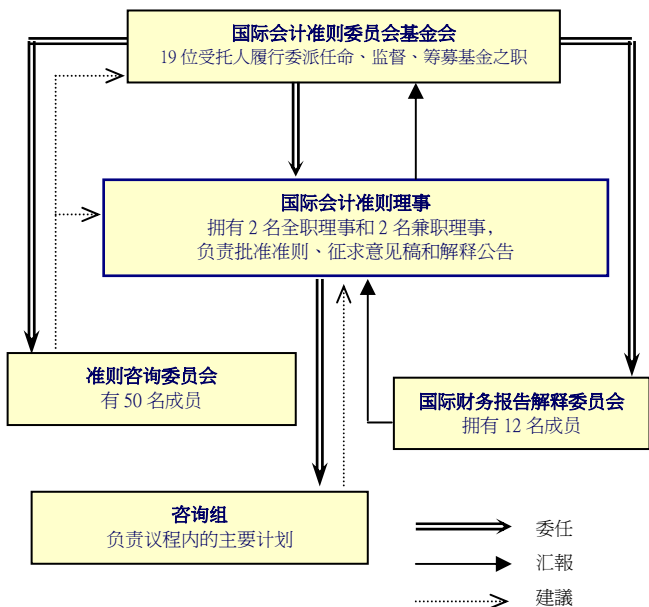 国际会计准则委员会基金会
19 位受托人履行委派任命、监督、筹募基金之职
国际会计准则理事
拥有 2 名全职理事和 2 名兼职理事，
负责批准准则、征求意见稿和解释公告
准则咨询委员会
有 50 名成员
国际财务报告解释委员会
拥有 12 名成员
咨询组
负责议程内的主要计划
委任
汇報
建議